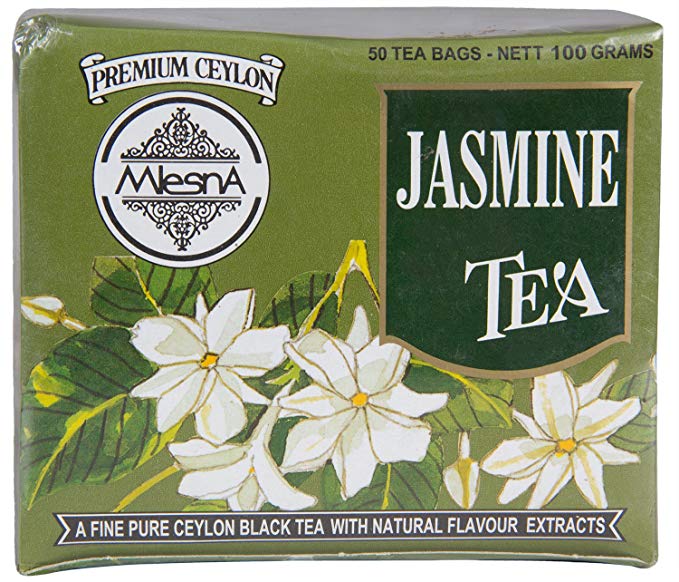 50 TEA BAGS - NETT 100 GRAMS
PREMIUM CEYLON
MlesnA
JASMINE
TEA
A FINE PURE CEYLON BLACK TEA WITH NATURAL FLAVOUR EXTRACTS